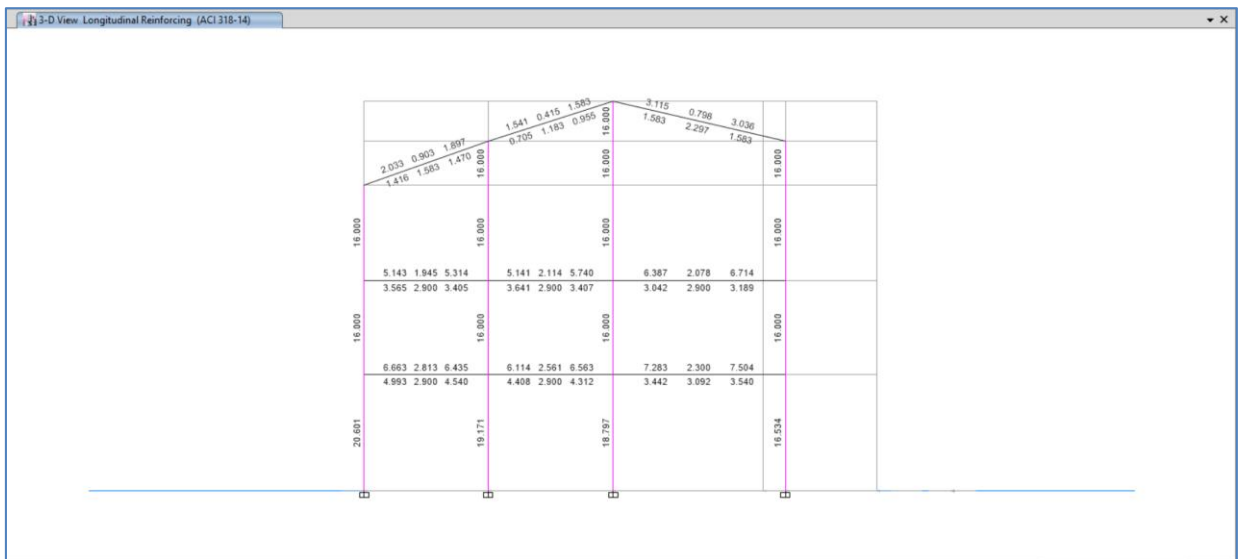 3-D View Longitudinal Reinforcing (ACI 318-14)
3.115 0.798 3.036
1.583 2.297 1.583
1.541 0.415 1.583
0.705 1.183 0.955
16.000
2.033 0.903 1.897
1.416 1.583 1.470
16.000
16.000
16.000
16.000
16.000
16.000
16.000
5.143 1.945 5.314
5.141 2.114 5.740
6.387 2.078 6.714
3.565 2.900 3.405
3.641 2.900 3.407
3.042 2.900 3.189
16.000
16.000
16.000
16.000
6.663 2.813 6.435
6.114 2.561 6.563
7.283 2.300 7.504
4.993 2.900 4.540
4.408 2.900 4.312
3.442 3.092 3.540
20.601
19.171
18.797
16.534